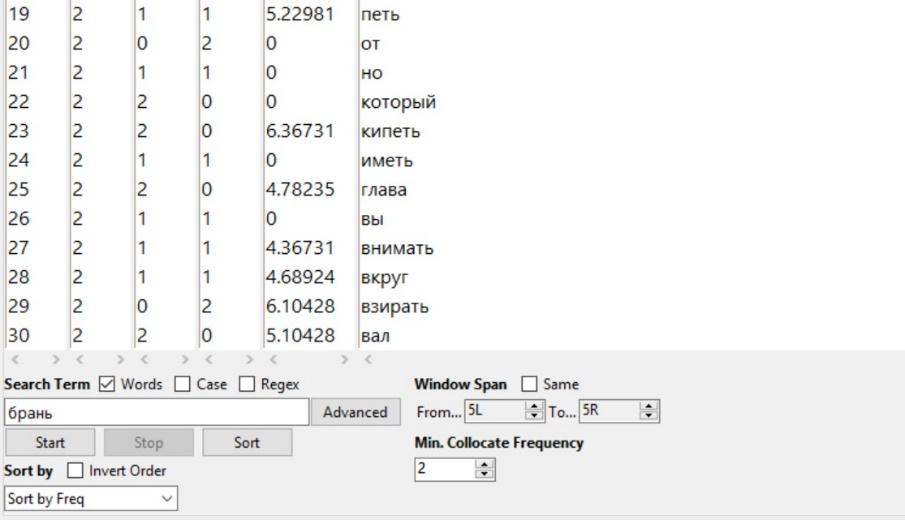 19 2 1 1 5.22981 петь
20 2 0 2 0 от
21 2 1 1 0 но
22 2 2 0 0 который
23 2 2 0 6.36731 кипеть
24 2 1 1 0 иметь
25 2 2 0 4.78235 глава
26 2 1 1 0 вы
27 2 1 1 4.36731 внимать
28 2 1 1 4.68924 вкруг
29 2 0 2 6.10428 взирать
30 2 2 0 5.10428 вал
Search Term Words Case Regex Window Span Same
брань Advanced From... 5L To... 5R
Start Stop Sort Min. Collocate Frequency
Sort by Invert Order 2
Sort by Freq